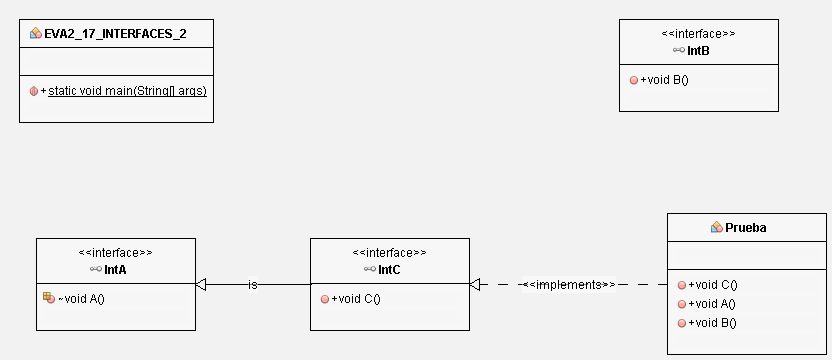 EVA2_17_INTERFACES_2
+static void main(String[] args)
<<interface>>
IntB
+void B()
<<interface>>
IntA
~void A()
is
<<interface>>
IntC
+void C()
<<implements>>
Prueba
+void C()
+void A()
+void B()